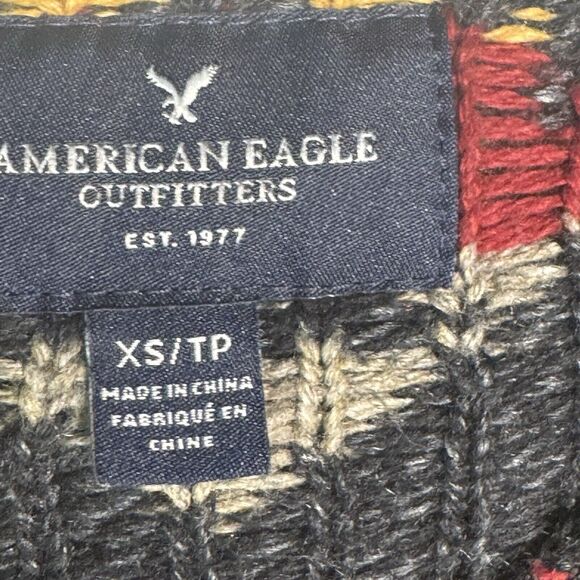 AMERICAN EAGLE
OUTFITTERS
EST. 1977
XS/TP
MADE IN CHINA
FABRIQUÉ EN
CHINE